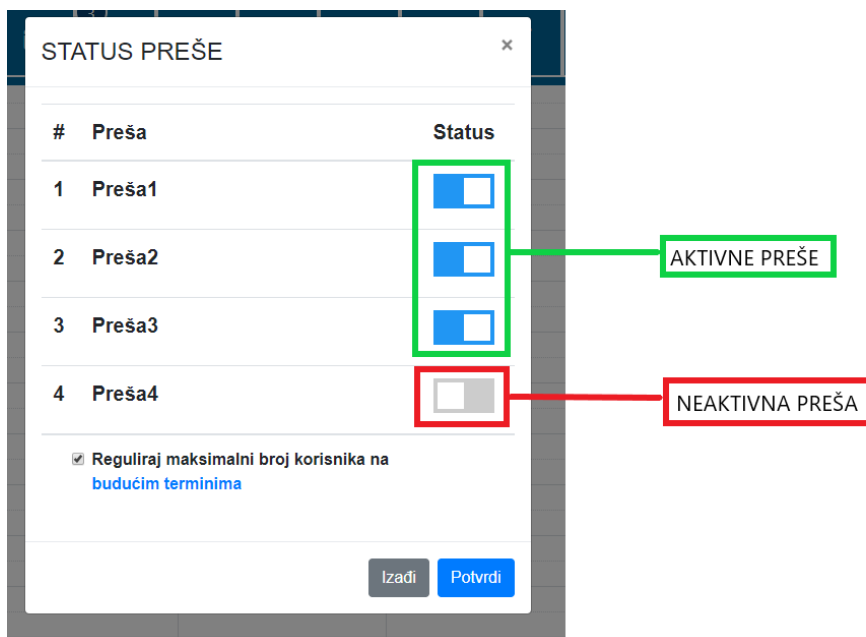 3
STATUS PREŠE ×
# Preša Status
1 Preša1
2 Preša2
AKTIVNE PREŠE
3 Preša3
4 Preša4
NEAKTIVNA PREŠA
Reguliraj maksimalni broj korisnika na
budućim terminima
Izađi Potvrdi